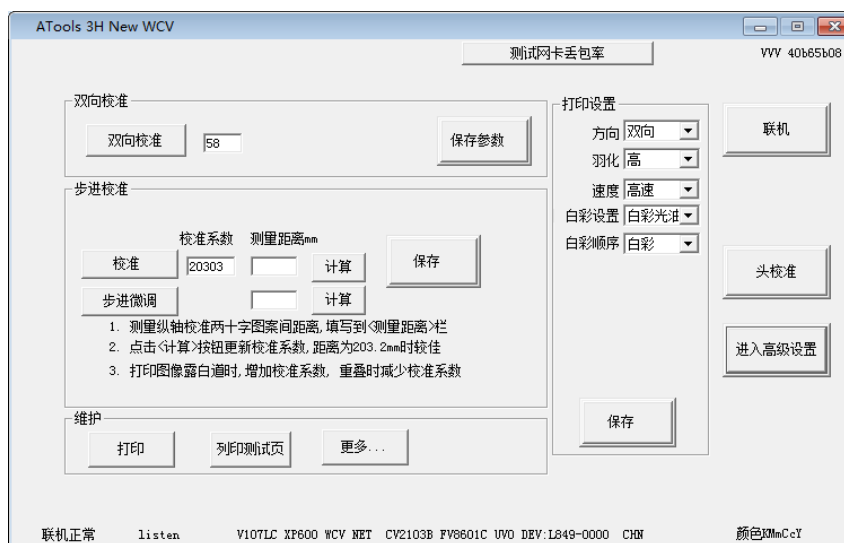 ATools 3H New WCV
测试网卡丢包率
VVV 40b65b08
双向校准
双向校准 58 保存参数
打印设置
方向 双向
羽化 高
速度 高速
白彩设置 白彩光油
白彩顺序 白彩
保存
联机
头校准
进入高级设置
步进校准
校准系数 测量距离mm
校准 20303 计算 保存
步进微调 计算
1. 测量纵轴校准两十字图案间距离,填写到<测量距离>栏
2. 点击<计算>按钮更新校准系数,距离为203.2mm时较佳
3. 打印图像露白道时,增加校准系数, 重叠时减少校准系数
维护
打印 列印测试页 更多...
联机正常 listen V107LC XP600 WCV NET CV2103B FV8601C UV0 DEV:L849-0000 CHN 颜色KMmCcY